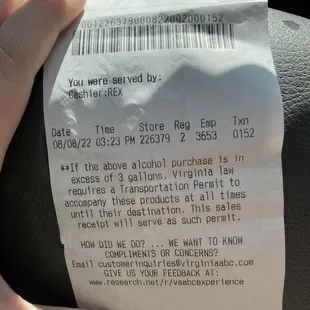 You were served by:
Cashier:REX
Date Time Store Reg Emp Txn
08/08/22 03:23 PM 226379 2 3653 0152
**If the above alcohol purchase is in
excess of 3 gallons, Virginia law
requires a Transportation Permit to
accompany these products at all times
until their destination. This sales
receipt will serve as such permit.
HOW DID WE DO? ... WE WANT TO KNOW
COMPLIMENTS OR CONCERNS?
Email customerinquiries@virginiaabc.com
GIVE US YOUR FEEDBACK AT:
www.research.net/r/vaabcexperience